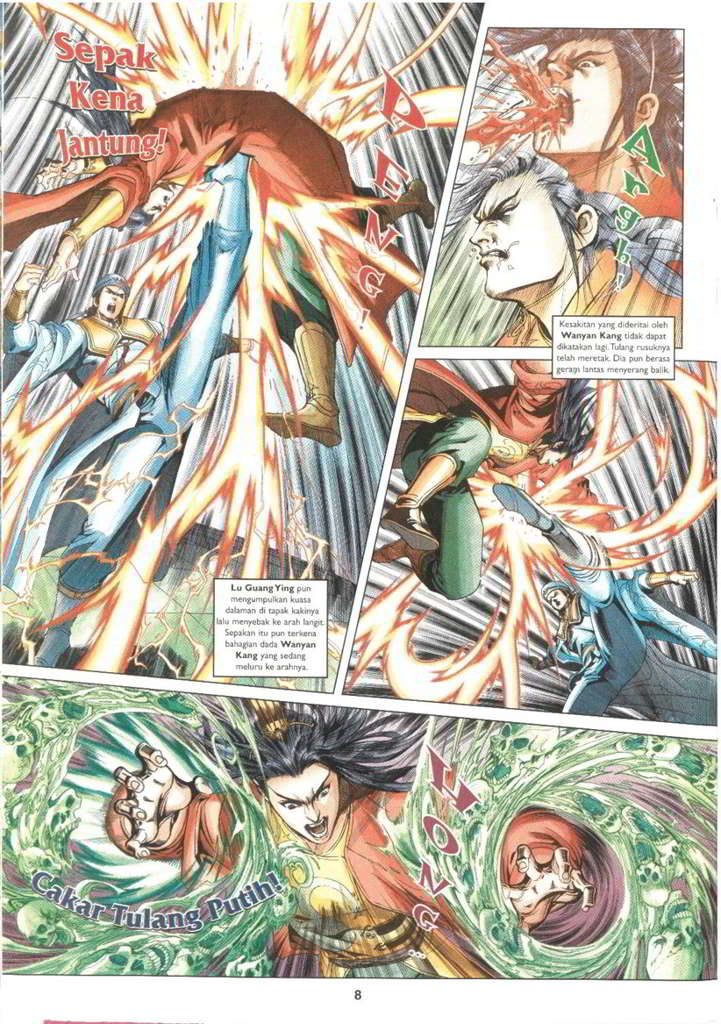 Sepak
Kena
Jantung!
PENG!
Argh!
Kesakitan yang dideritai oleh
Wanyan Kang tidak dapat
dikatakan lagi. Tulang rusuknya
telah meretak. Dia pun berasa
geram lantas menyerang balik.
Lu Guang Ying pun
mengumpulkan kuasa
dalaman di tapak kakinya
lalu menyebak ke arah langit.
Sepakan itu pun terkena
bahagian dada Wanyan
Kang yang sedang
meluru ke arahnya.
HONG...
Cakar Tulang Putih!
8